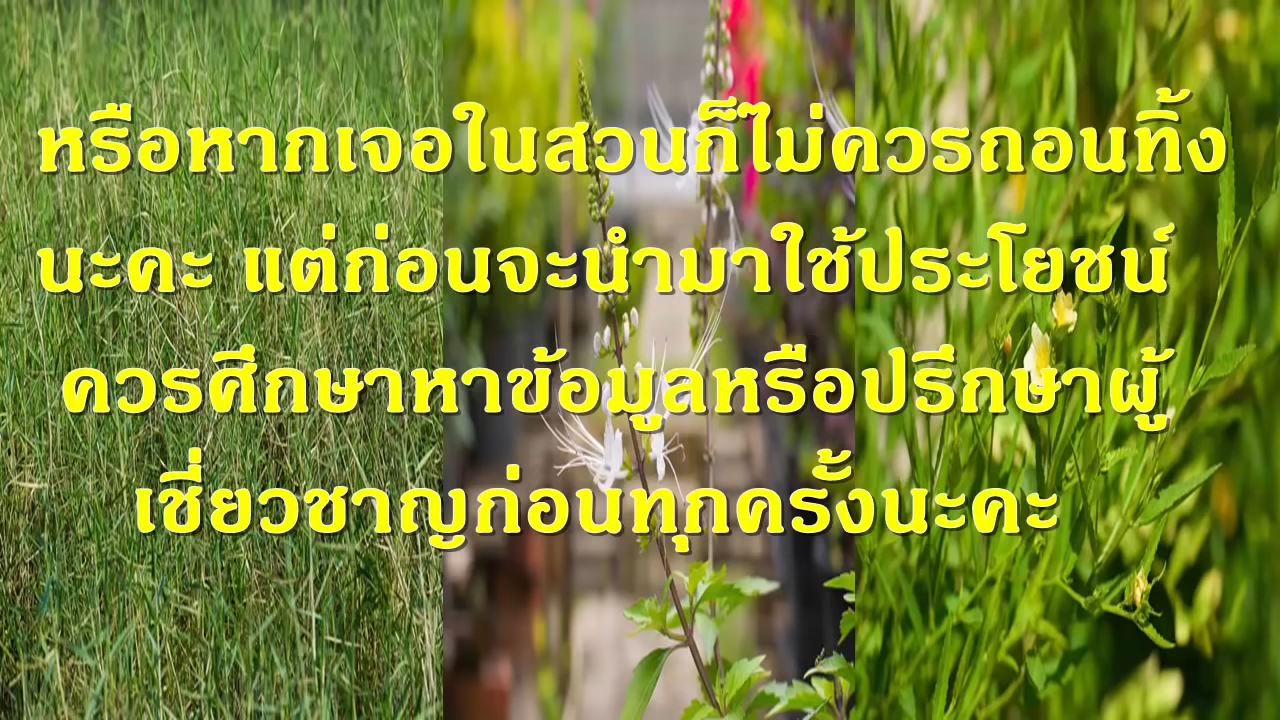 หรือหากเจอในสวนก็ไม่ควรถอนทิ้ง
นะคะ แต่ก่อนจะนำมาใช้ประโยชน์
ควรศึกษาหาข้อมูลหรือปรึกษาผู้
เชี่ยวชาญก่อนทุกครั้งนะคะ